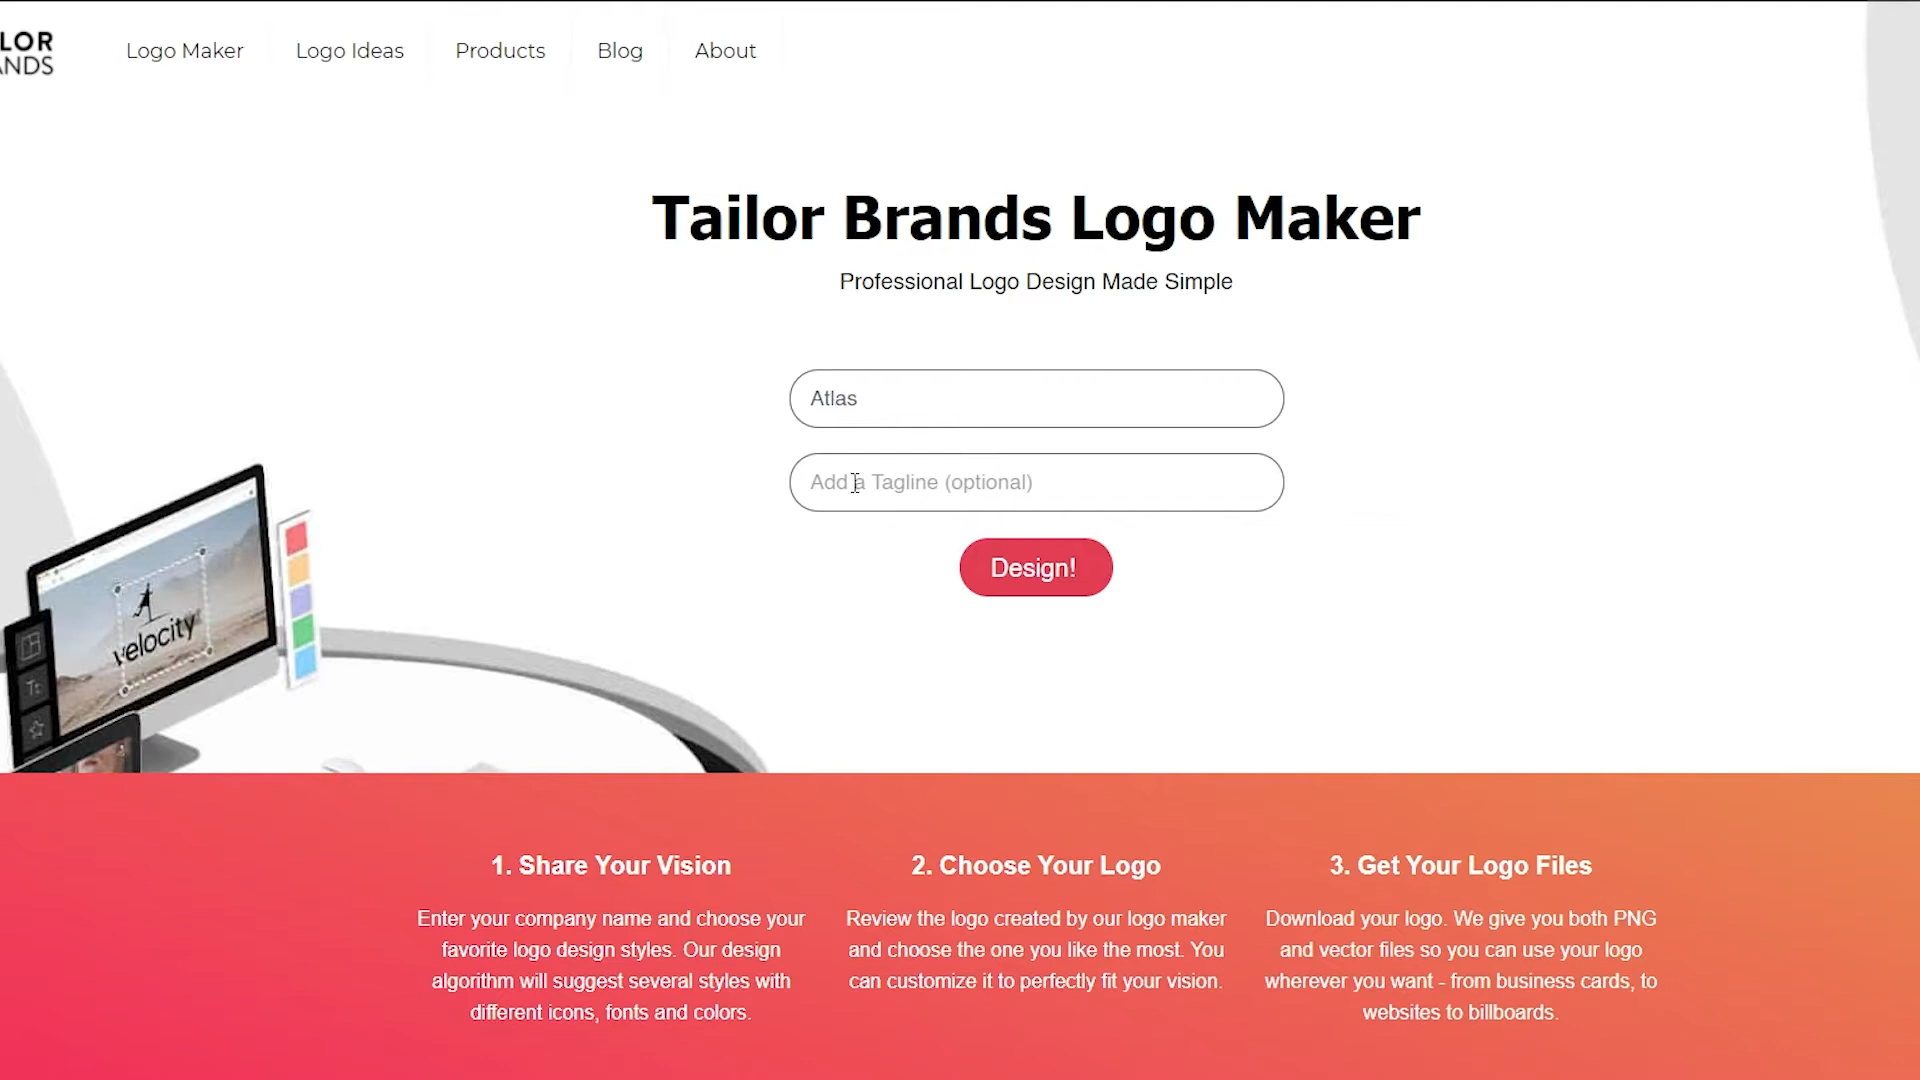 LOR
ANDS
Logo Maker
Logo Ideas
Products
Blog
About
Tailor Brands Logo Maker
Professional Logo Design Made Simple
Atlas
Add a Tagline (optional)
Design!
velocity
Tt
1. Share Your Vision
Enter your company name and choose your
favorite logo design styles. Our design
algorithm will suggest several styles with
different icons, fonts and colors.
2. Choose Your Logo
Review the logo created by our logo maker
and choose the one you like the most. You
can customize it to perfectly fit your vision.
3. Get Your Logo Files
Download your logo. We give you both PNG
and vector files so you can use your logo
wherever you want - from business cards, to
websites to billboards.